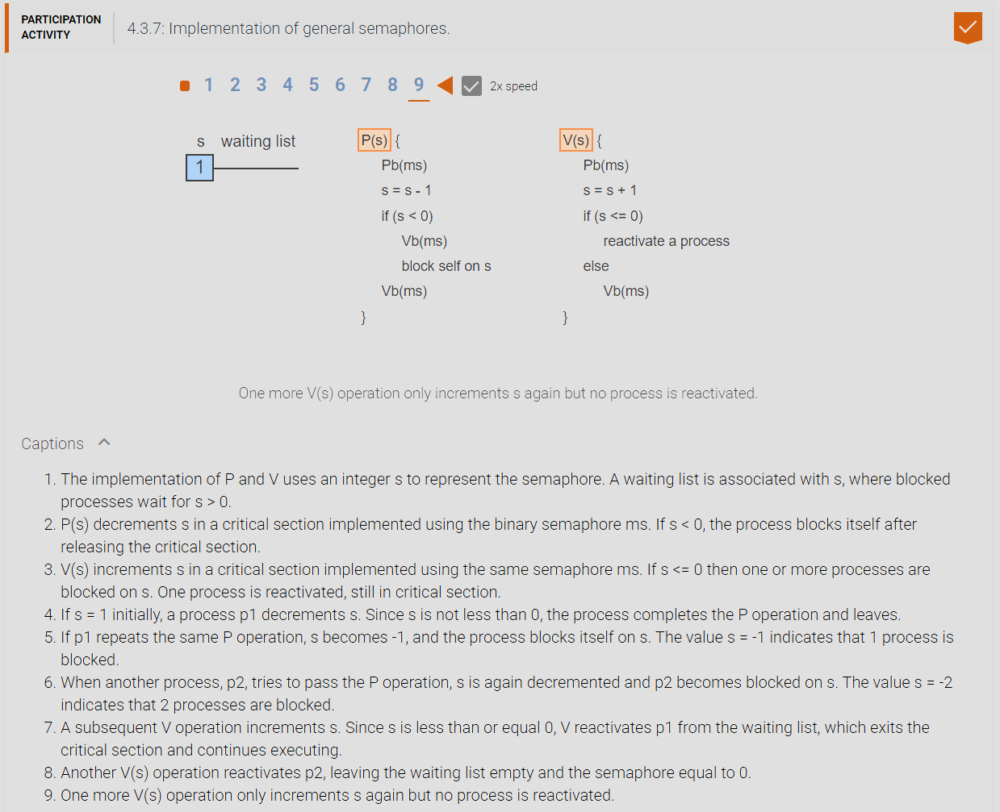 PARTICIPATION
ACTIVITY
4.3.7: Implementation of general semaphores.
1 2 3 4 5 6 7 8 9 2x speed
s waiting list
1
P(s) {
Pb(ms)
s = s - 1
if (s < 0)
Vb(ms)
block self on s
Vb(ms)
}
V(s) {
Pb(ms)
s = s + 1
if (s <= 0)
reactivate a process
else
Vb(ms)
}
One more V(s) operation only increments s again but no process is reactivated.
Captions
1. The implementation of P and V uses an integer s to represent the semaphore. A waiting list is associated with s, where blocked
processes wait for s > 0.
2. P(s) decrements s in a critical section implemented using the binary semaphore ms. If s < 0, the process blocks itself after
releasing the critical section.
3. V(s) increments s in a critical section implemented using the same semaphore ms. If s <= 0 then one or more processes are
blocked on s. One process is reactivated, still in critical section.
4. If s = 1 initially, a process p1 decrements s. Since s is not less than 0, the process completes the P operation and leaves.
5. If p1 repeats the same P operation, s becomes -1, and the process blocks itself on s. The value s = -1 indicates that 1 process is
blocked.
6. When another process, p2, tries to pass the P operation, s is again decremented and p2 becomes blocked on s. The value s = -2
indicates that 2 processes are blocked.
7. A subsequent V operation increments s. Since s is less than or equal 0, V reactivates p1 from the waiting list, which exits the
critical section and continues executing.
8. Another V(s) operation reactivates p2, leaving the waiting list empty and the semaphore equal to 0.
9. One more V(s) operation only increments s again but no process is reactivated.